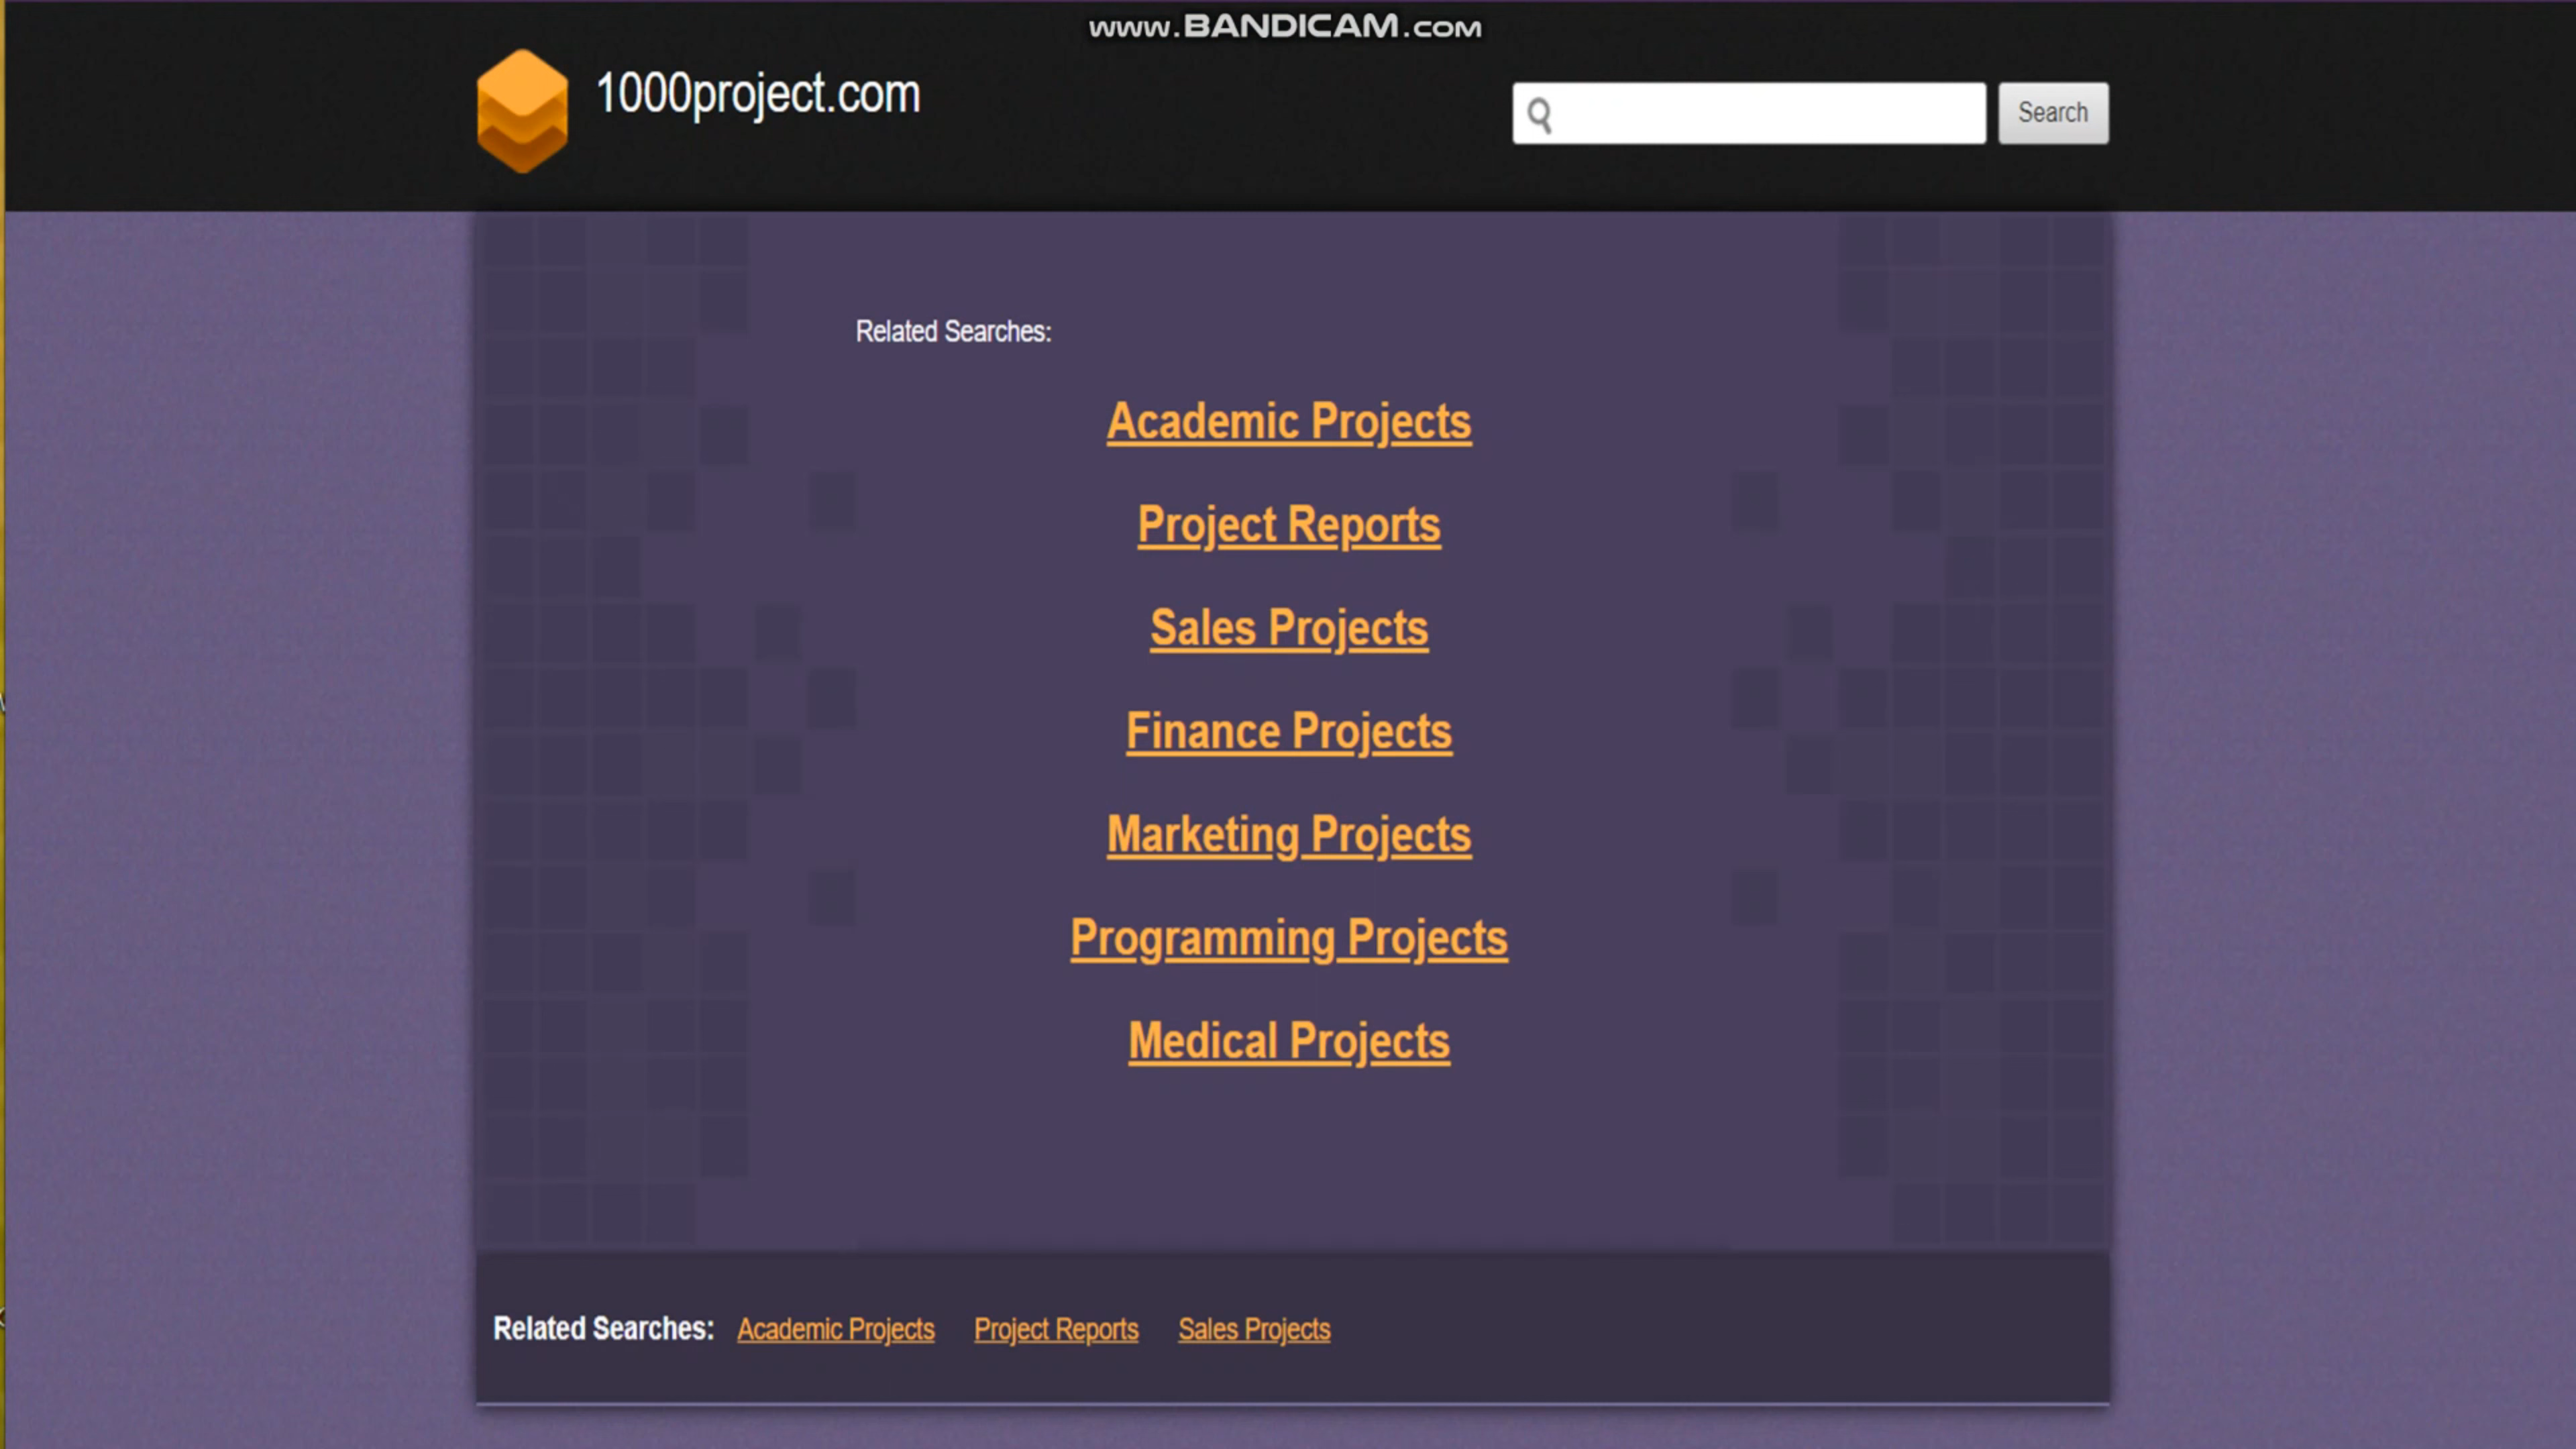 www.BANDICAM.com
1000project.com
Search
Related Searches:
Academic Projects
Project Reports
Sales Projects
Finance Projects
Marketing Projects
Programming Projects
Medical Projects
Related Searches: Academic Projects Project Reports Sales Projects